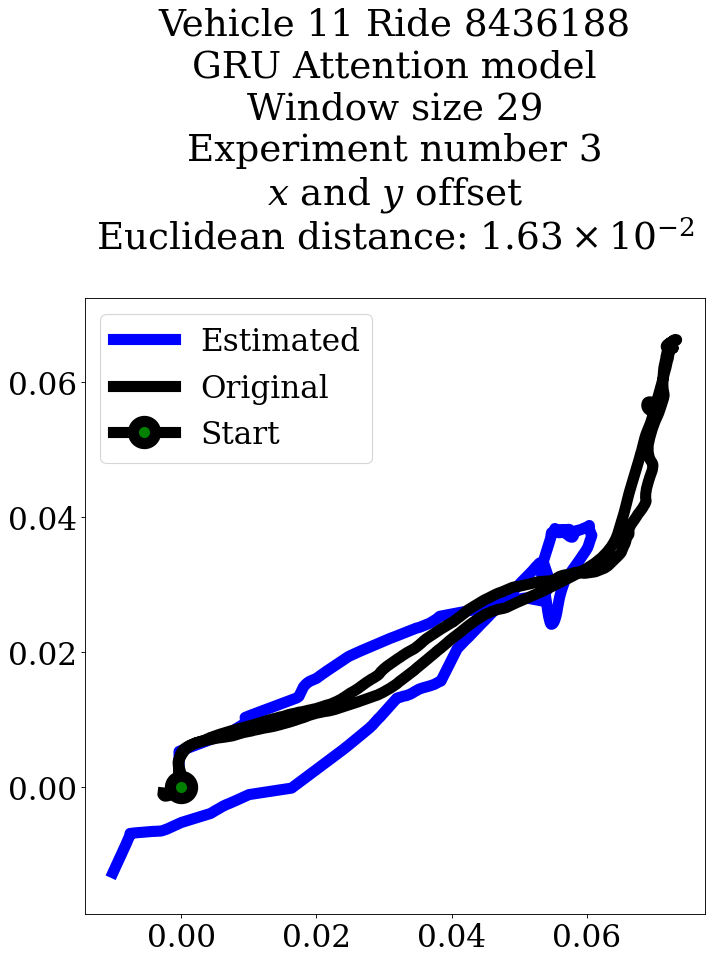 Vehicle 11 Ride 8436188
GRU Attention model
Window size 29
Experiment number 3
x and y offset
Euclidean distance: 1.63 × 10⁻²
Estimated
Original
Start
0.06
0.04
0.02
0.00
0.00 0.02 0.04 0.06